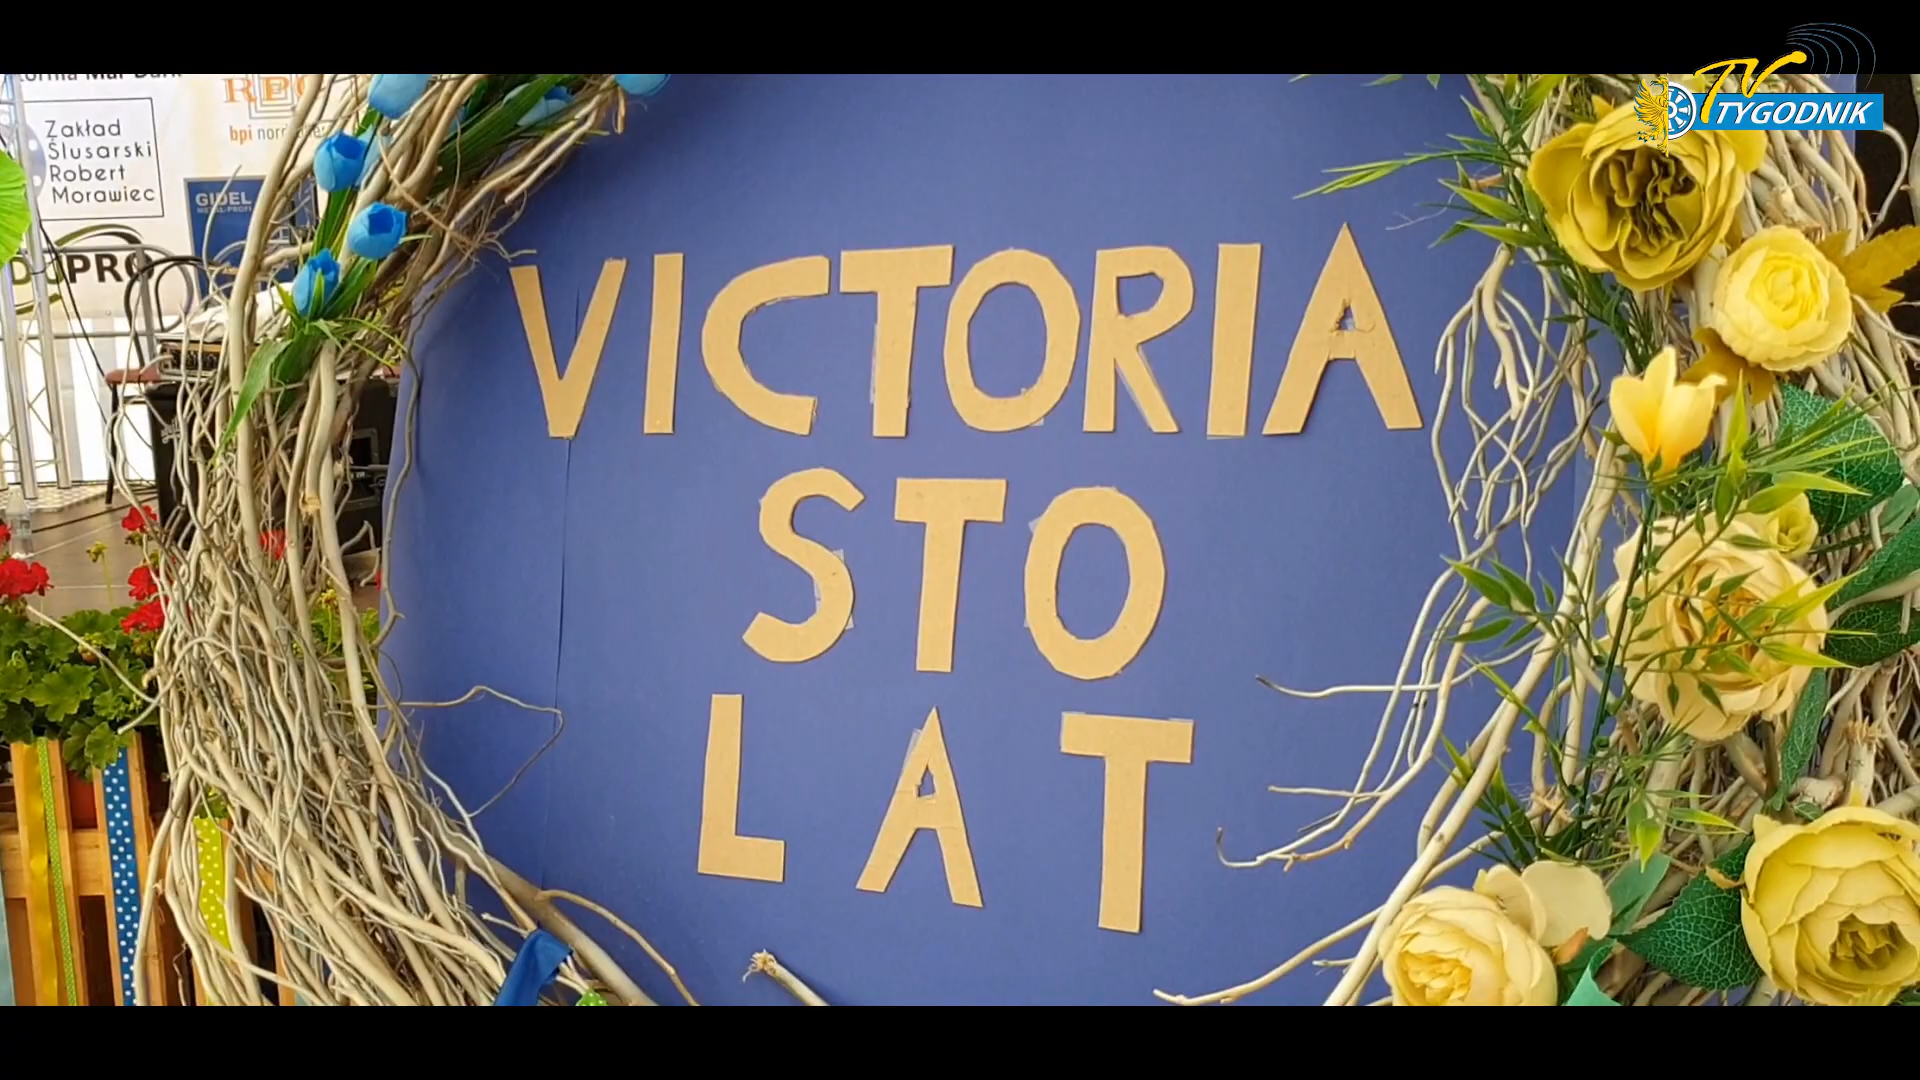 TV
TYGODNIK
Zakład
Ślusarski
Robert
Morawiec
GIDEL
VICTORIA
STO
LAT